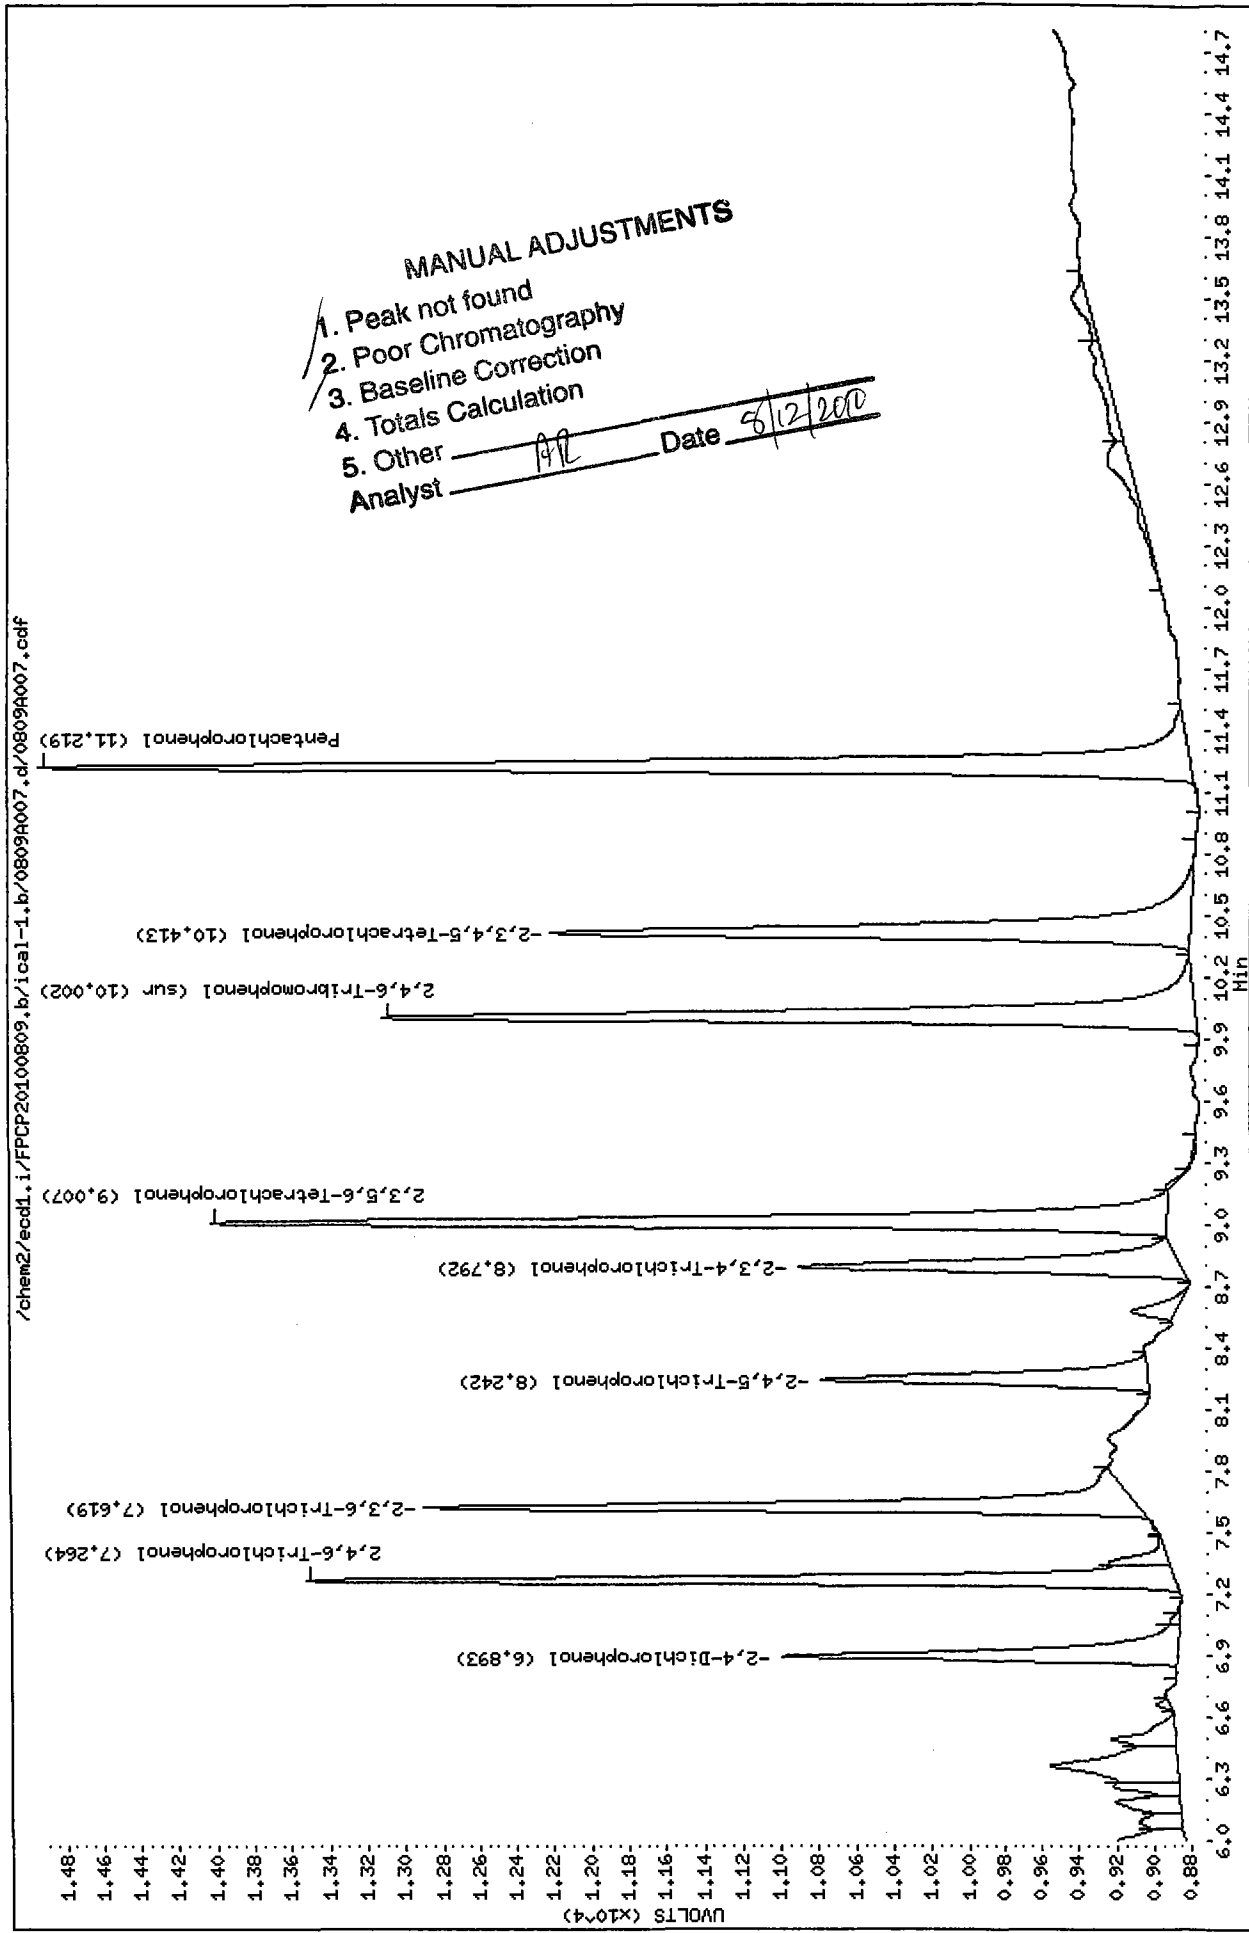 /chem2/ecd1.i/FPCP20100809.b/ical-1.b/0809A007.d/0809A007.cdf
MANUAL ADJUSTMENTS
1. Peak not found
2. Poor Chromatography
3. Baseline Correction
4. Totals Calculation
5. Other
Analyst AR Date 8/12/2010
2,4-Dichlorophenol (6.893)
2,4,6-Trichlorophenol (7.264)
2,3,6-Trichlorophenol (7.619)
2,4,5-Trichlorophenol (8.242)
2,3,4-Trichlorophenol (8.792)
2,3,5,6-Tetrachlorophenol (9.007)
2,4,6-Tribromophenol (sur (10.002)
2,3,4,5-Tetrachlorophenol (10.413)
Pentachlorophenol (11.219)
UVOLTS (x10^4)
1.48
1.46
1.44
1.42
1.40
1.38
1.36
1.34
1.32
1.30
1.28
1.26
1.24
1.22
1.20
1.18
1.16
1.14
1.12
1.10
1.08
1.06
1.04
1.02
1.00
0.98
0.96
0.94
0.92
0.90
0.88
6.0 6.3 6.6 6.9 7.2 7.5 7.8 8.1 8.4 8.7 9.0 9.3 9.6 9.9 10.2 10.5 10.8 11.1 11.4 11.7 12.0 12.3 12.6 12.9 13.2 13.5 13.8 14.1 14.4 14.7
Min